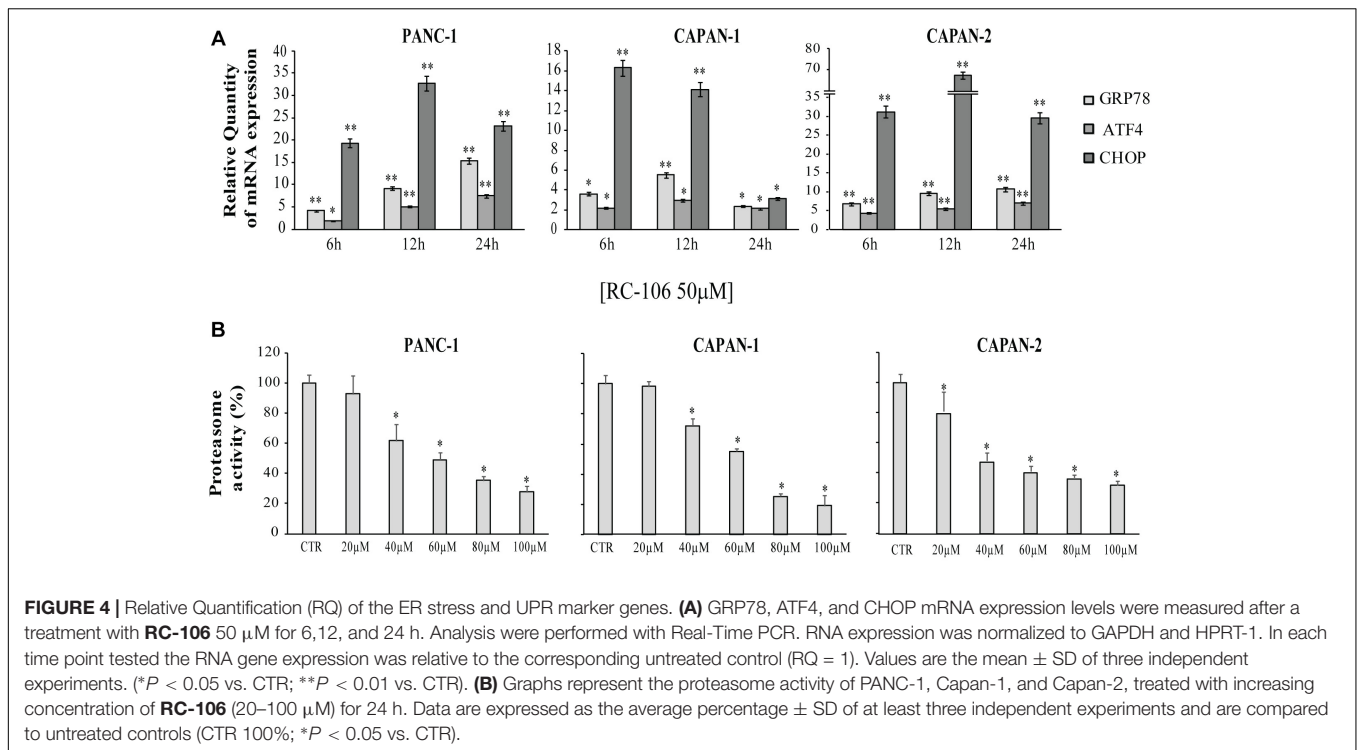 A
PANC-1 CAPAN-1 CAPAN-2
Relative Quantity
of mRNA expression
40
35
30
25
20
15
10
5
0
** * ** ** ** ** ** ** **
6h 12h 24h
18
16
14
12
10
8
6
4
2
0
* * ** ** * ** * * *
6h 12h 24h
80
70
35
30
25
20
15
10
5
0
** ** ** ** ** ** ** ** **
6h 12h 24h
GRP78
ATF4
CHOP
[RC-106 50µM]
B
PANC-1 CAPAN-1 CAPAN-2
Proteasome
activity (%)
120
100
80
60
40
20
0
* * * *
CTR 20µM 40µM 60µM 80µM 100µM
* * * *
CTR 20µM 40µM 60µM 80µM 100µM
* * * * *
CTR 20µM 40µM 60µM 80µM 100µM
FIGURE 4 | Relative Quantification (RQ) of the ER stress and UPR marker genes. (A) GRP78, ATF4, and CHOP mRNA expression levels were measured after a
treatment with RC-106 50 µM for 6,12, and 24 h. Analysis were performed with Real-Time PCR. RNA expression was normalized to GAPDH and HPRT-1. In each
time point tested the RNA gene expression was relative to the corresponding untreated control (RQ = 1). Values are the mean ± SD of three independent
experiments. (*P < 0.05 vs. CTR; **P < 0.01 vs. CTR). (B) Graphs represent the proteasome activity of PANC-1, Capan-1, and Capan-2, treated with increasing
concentration of RC-106 (20–100 µM) for 24 h. Data are expressed as the average percentage ± SD of at least three independent experiments and are compared
to untreated controls (CTR 100%; *P < 0.05 vs. CTR).